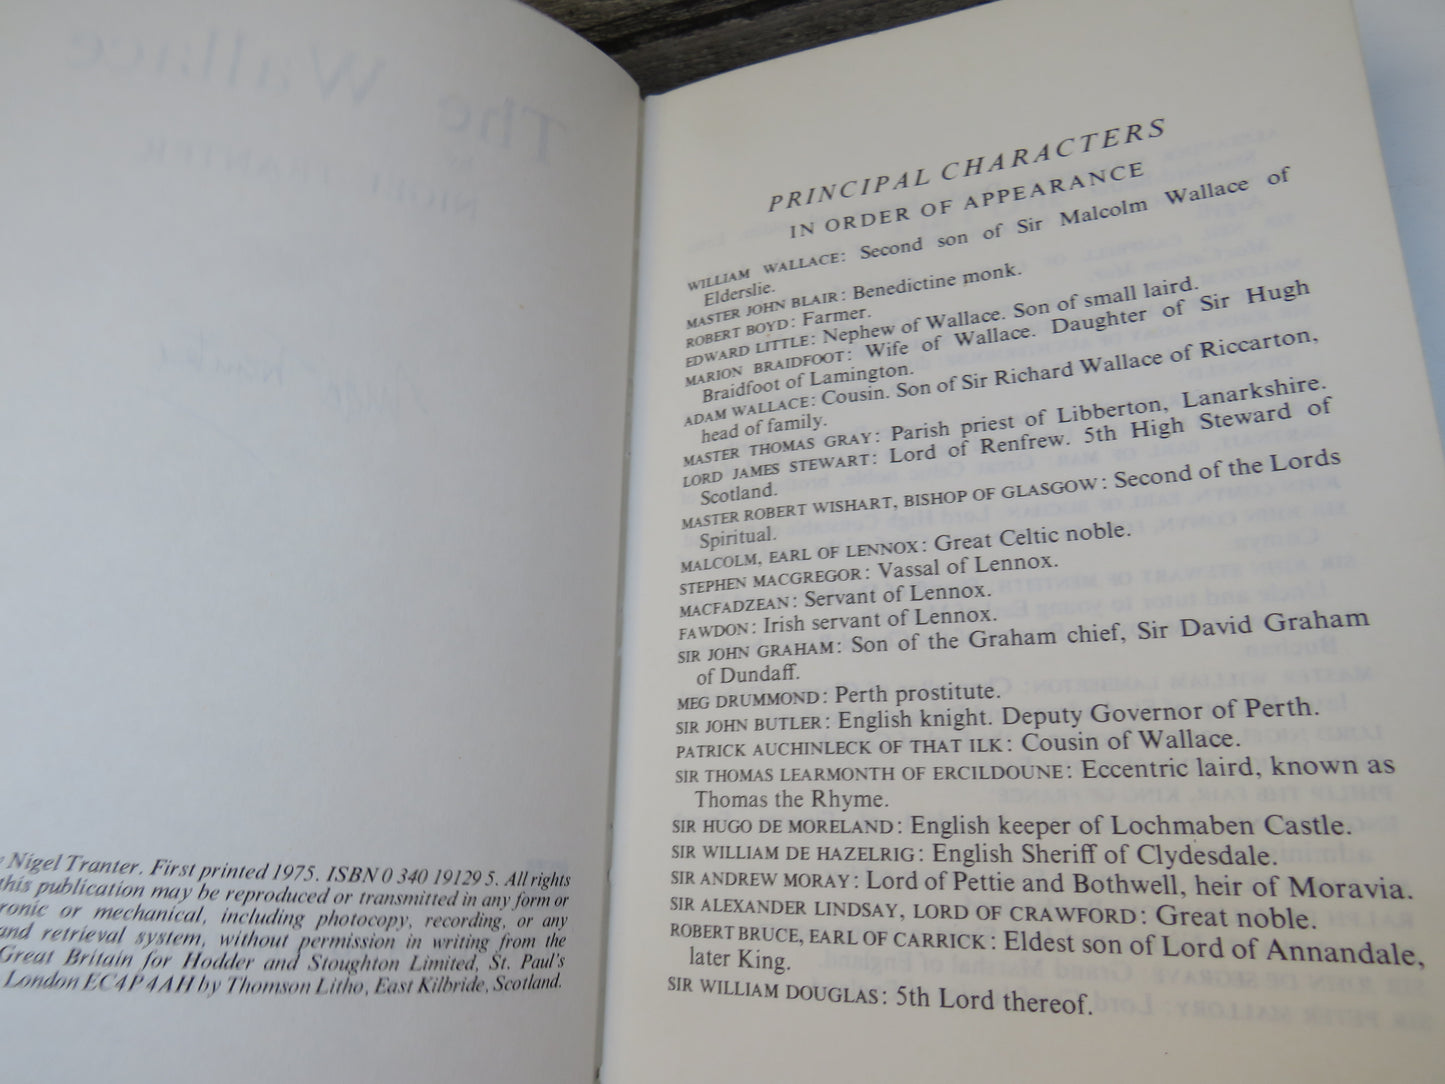 Nigel Tranter. First printed 1975. ISBN 0 340 19129 5. All rights
this publication may be reproduced or transmitted in any form or
or mechanical, including photocopy, recording, or any
and retrieval system, without permission in writing from the
Great Britain for Hodder and Stoughton Limited, St. Paul's
London EC4P 4AH by Thomson Litho, East Kilbride, Scotland.
PRINCIPAL CHARACTERS
IN ORDER OF APPEARANCE
WILLIAM WALLACE: Second son of Sir Malcolm Wallace of
Elderslie.
MASTER JOHN BLAIR: Benedictine monk.
ROBERT BOYD: Farmer.
EDWARD LITTLE: Nephew of Wallace. Son of small laird.
MARION BRAIDFOOT: Wife of Wallace. Daughter of Sir Hugh
Braidfoot of Lamington.
ADAM WALLACE: Cousin. Son of Sir Richard Wallace of Riccarton,
head of family.
MASTER THOMAS GRAY: Parish priest of Libberton, Lanarkshire.
LORD JAMES STEWART: Lord of Renfrew. 5th High Steward of
Scotland.
MASTER ROBERT WISHART, BISHOP OF GLASGOW: Second of the Lords
Spiritual.
MALCOLM, EARL OF LENNOX: Great Celtic noble.
STEPHEN MACGREGOR: Vassal of Lennox.
MACFADZEAN: Servant of Lennox.
FAWDON: Irish servant of Lennox.
SIR JOHN GRAHAM: Son of the Graham chief, Sir David Graham
of Dundaff.
MEG DRUMMOND: Perth prostitute.
SIR JOHN BUTLER: English knight. Deputy Governor of Perth.
PATRICK AUCHINLECK OF THAT ILK: Cousin of Wallace.
SIR THOMAS LEARMONTH OF ERCILDOUNE: Eccentric laird, known as
Thomas the Rhyme.
SIR HUGO DE MORELAND: English keeper of Lochmaben Castle.
SIR WILLIAM DE HAZELRIG: English Sheriff of Clydesdale.
SIR ANDREW MORAY: Lord of Pettie and Bothwell, heir of Moravia.
SIR ALEXANDER LINDSAY, LORD OF CRAWFORD: Great noble.
ROBERT BRUCE, EARL OF CARRICK: Eldest son of Lord of Annandale,
later King.
SIR WILLIAM DOUGLAS: 5th Lord thereof.